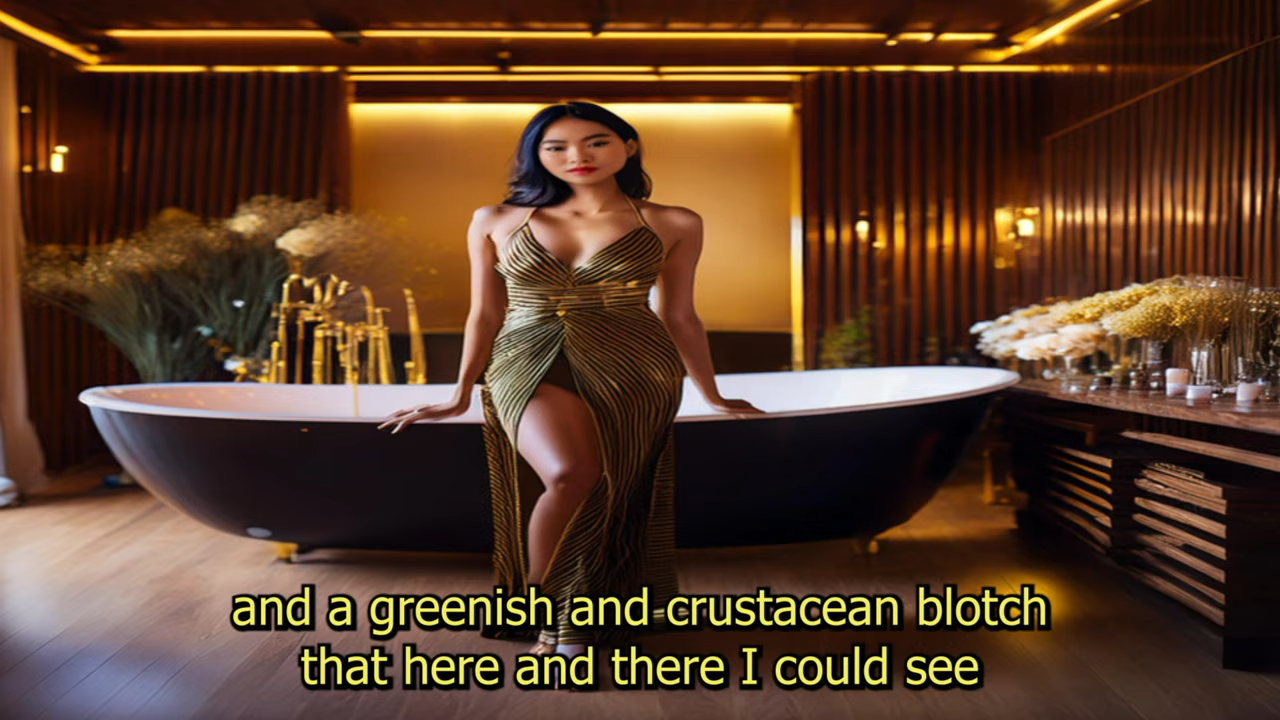 and a greenish and crustacean blotch
that here and there I could see